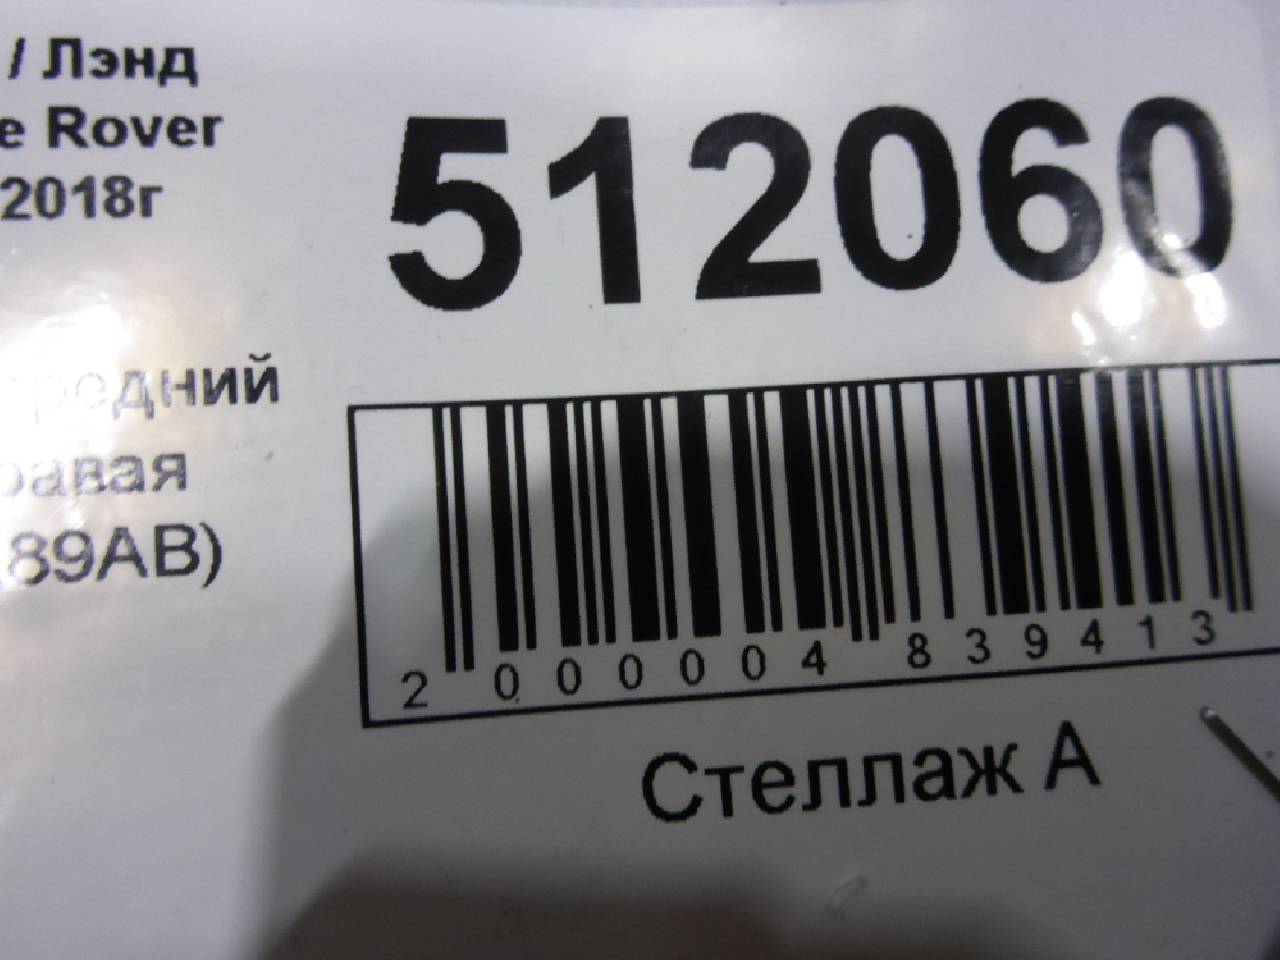 / Лэнд
e Rover
2018г
512060
редний
равая
89AB)
2 000004 839413
Стеллаж А